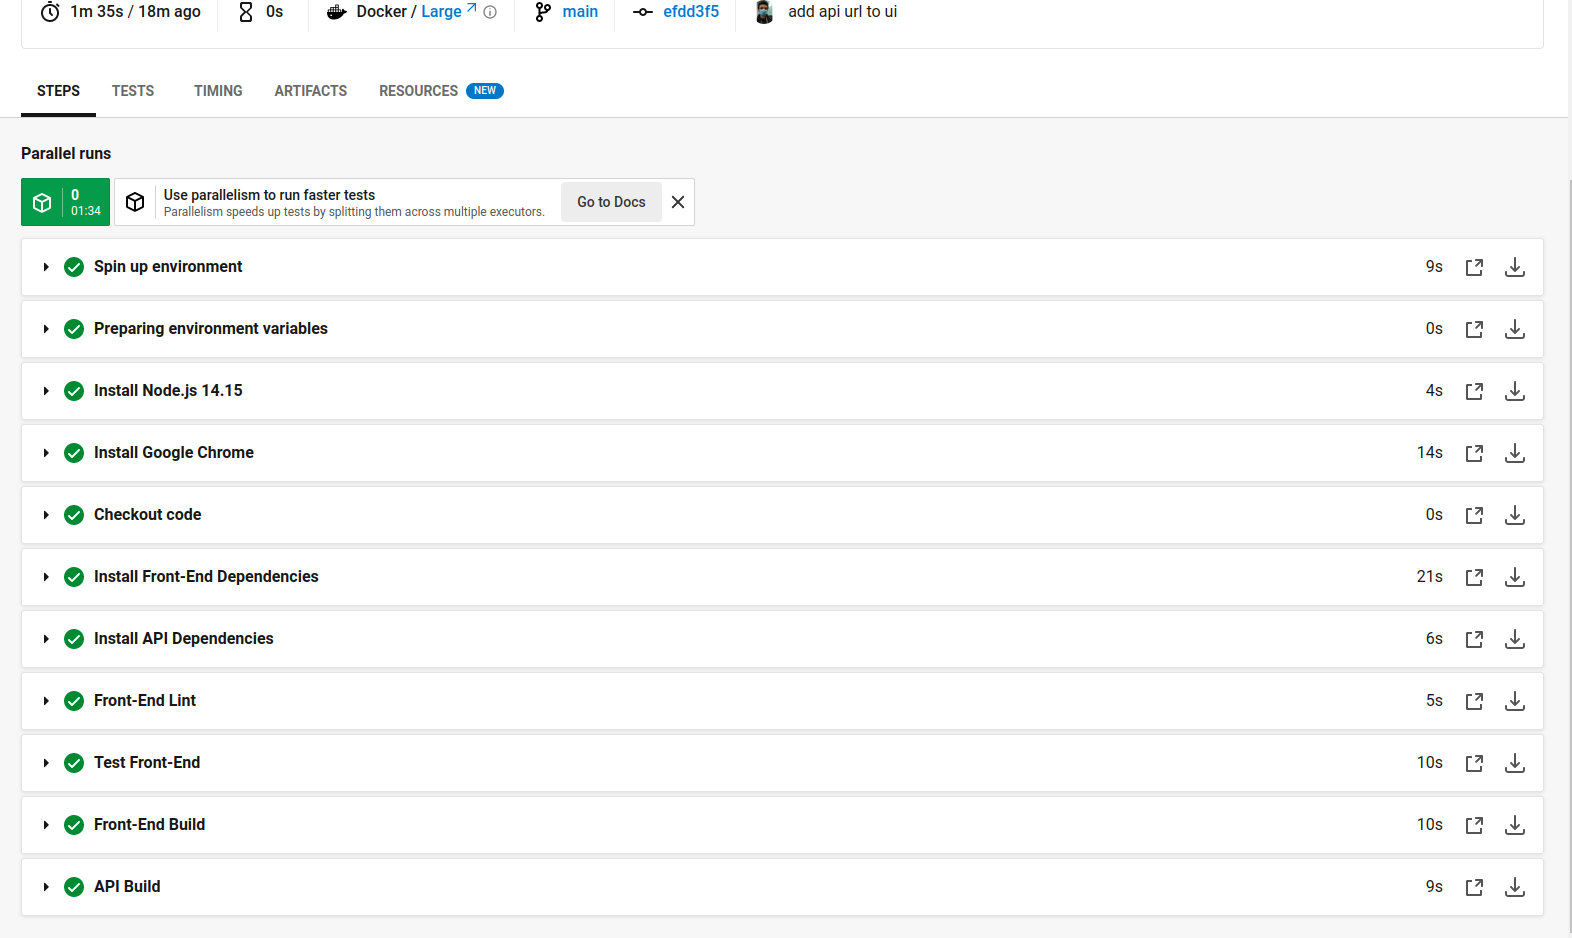 1m 35s / 18m ago 0s Docker / Large main efdd3f5 add api url to ui
STEPS TESTS TIMING ARTIFACTS RESOURCES NEW
Parallel runs
0
01:34
Use parallelism to run faster tests
Parallelism speeds up tests by splitting them across multiple executors.
Go to Docs
Spin up environment 9s
Preparing environment variables 0s
Install Node.js 14.15 4s
Install Google Chrome 14s
Checkout code 0s
Install Front-End Dependencies 21s
Install API Dependencies 6s
Front-End Lint 5s
Test Front-End 10s
Front-End Build 10s
API Build 9s